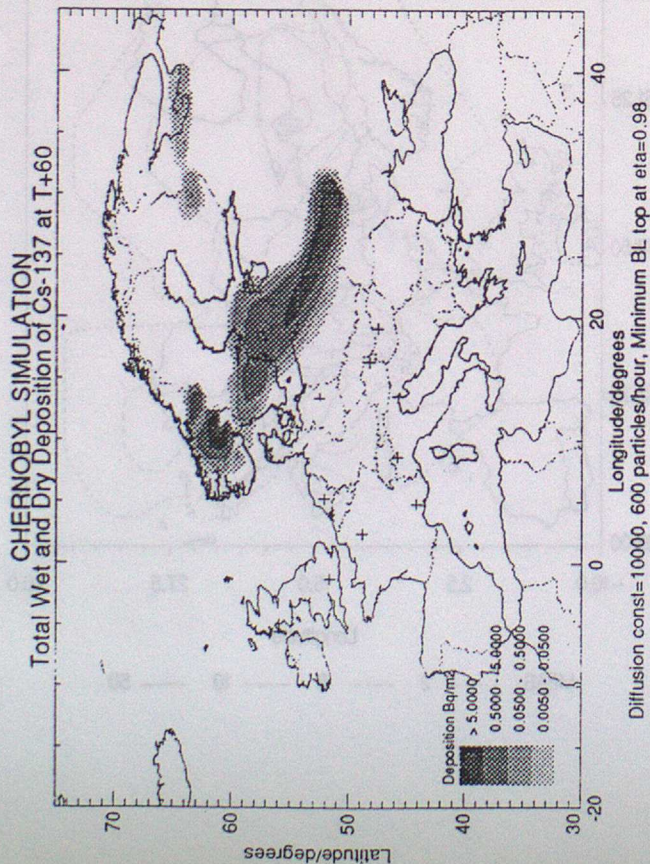 CHERNOBYL SIMULATION
Total Wet and Dry Deposition of Cs-137 at T+60
70
60
50
40
30
Latitude/degrees
Deposition Bq/m2
> 5.0000
0.5000 - 5.0000
0.0500 - 0.5000
0.0050 - 0.0500
-20
0
20
40
Longitude/degrees
Diffusion const=10000, 600 particles/hour, Minimum BL top at eta=0.98